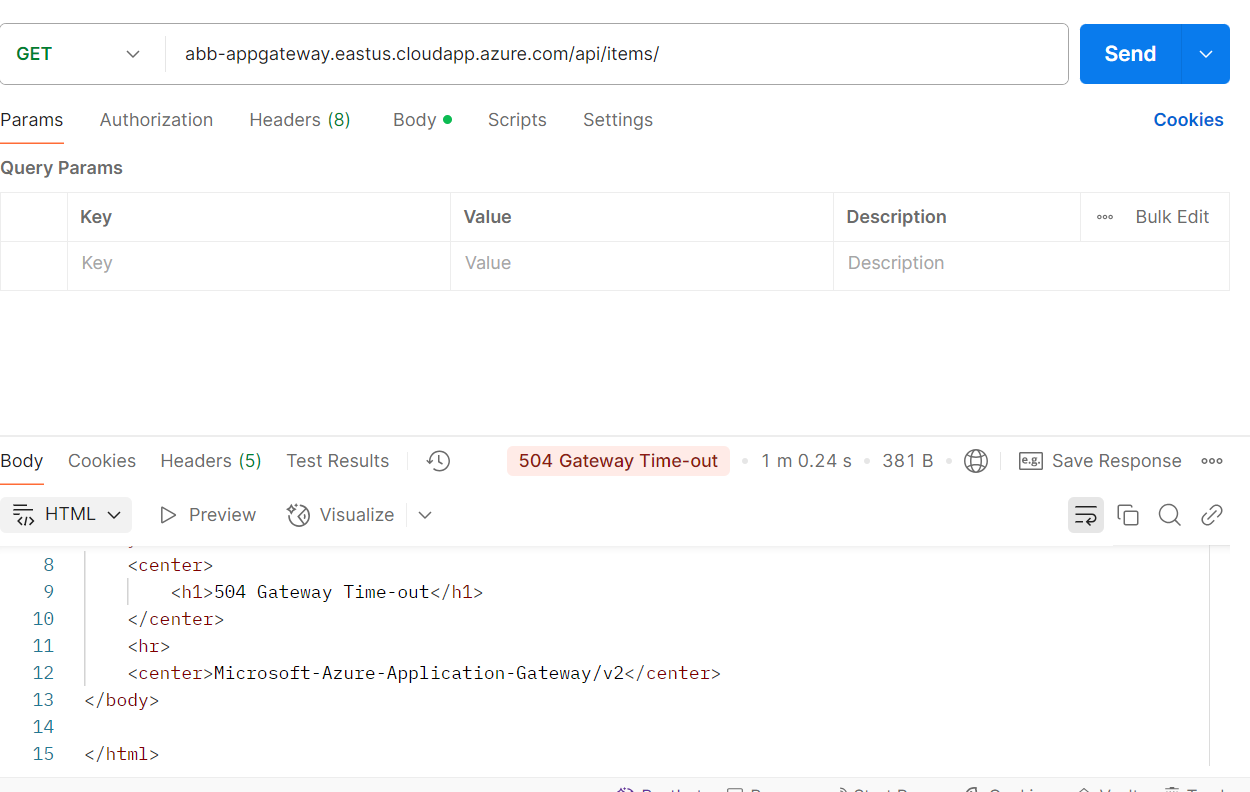 GET abb-appgateway.eastus.cloudapp.azure.com/api/items/ Send
Params Authorization Headers (8) Body Scripts Settings Cookies
Query Params
Key Value Description Bulk Edit
Key Value Description
Body Cookies Headers (5) Test Results 504 Gateway Time-out 1 m 0.24 s 381 B e.g. Save Response
HTML Preview Visualize
8 <center>
9 <h1>504 Gateway Time-out</h1>
10 </center>
11 <hr>
12 <center>Microsoft-Azure-Application-Gateway/v2</center>
13 </body>
14
15 </html>